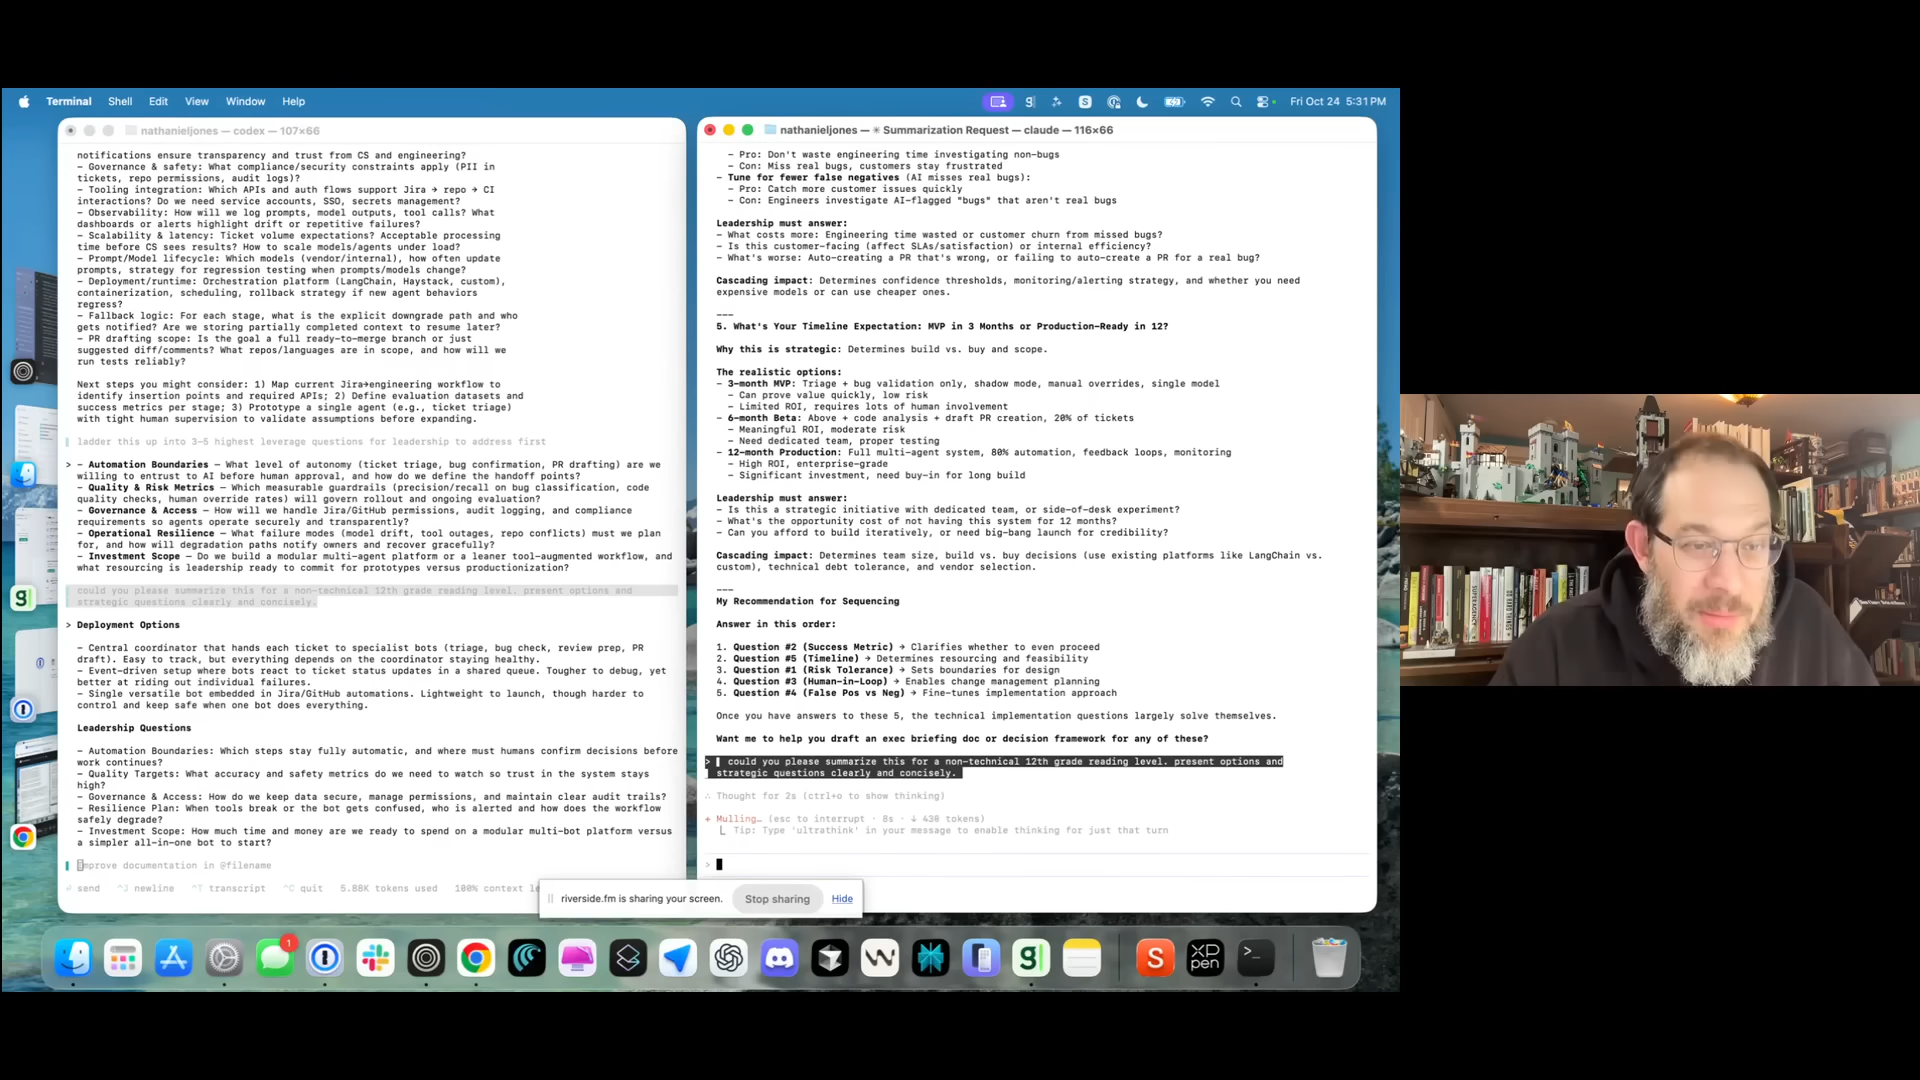 Terminal Shell Edit View Window Help
Fri Oct 24 5:31 PM
nathanieljones — codex — 107×66
notifications ensure transparency and trust from CS and engineering?
– Governance & safety: What compliance/security constraints apply (PII in
tickets, repo permissions, audit logs)?
– Tooling integration: Which APIs and auth flows support Jira → repo → CI
interactions? Do we need service accounts, SSO, secrets management?
– Observability: How will we log prompts, model outputs, tool calls? What
dashboards or alerts highlight drift or repetitive failures?
– Scalability & latency: Ticket volume expectations? Acceptable processing
time before CS sees results? How to scale models/agents under load?
– Prompt/Model lifecycle: Which models (vendor/internal), how often update
prompts, strategy for regression testing when prompts/models change?
– Deployment/runtime: Orchestration platform (LangChain, Haystack, custom),
containerization, scheduling, rollback strategy if new agent behaviors
regress?
– Fallback logic: For each stage, what is the explicit downgrade path and who
gets notified? Are we storing partially completed context to resume later?
– PR drafting scope: Is the goal a full ready-to-merge branch or just
suggested diff/comments? What repos/languages are in scope, and how will we
run tests reliably?
Next steps you might consider: 1) Map current Jira→engineering workflow to
identify insertion points and required APIs; 2) Define evaluation datasets and
success metrics per stage; 3) Prototype a single agent (e.g., ticket triage)
with tight human supervision to validate assumptions before expanding.
ladder this up into 3–5 highest leverage questions for leadership to address first
> – Automation Boundaries — What level of autonomy (ticket triage, bug confirmation, PR drafting) are we
willing to entrust to AI before human approval, and how do we define the handoff points?
– Quality & Risk Metrics — Which measurable guardrails (precision/recall on bug classification, code
quality checks, human override rates) will govern rollout and ongoing evaluation?
– Governance & Access — How will we handle Jira/GitHub permissions, audit logging, and compliance
requirements so agents operate securely and transparently?
– Operational Resilience — What failure modes (model drift, tool outages, repo conflicts) must we plan
for, and how will degradation paths notify owners and recover gracefully?
– Investment Scope — Do we build a modular multi-agent platform or a leaner tool-augmented workflow, and
what resourcing is leadership ready to commit for prototypes versus productionization?
could you please summarize this for a non-technical 12th grade reading level. present options and
strategic questions clearly and concisely.
> Deployment Options
– Central coordinator that hands each ticket to specialist bots (triage, bug check, review prep, PR
draft). Easy to track, but everything depends on the coordinator staying healthy.
– Event-driven setup where bots react to ticket status updates in a shared queue. Tougher to debug, yet
better at riding out individual failures.
– Single versatile bot embedded in Jira/GitHub automations. Lightweight to launch, though harder to
control and keep safe when one bot does everything.
Leadership Questions
– Automation Boundaries: Which steps stay fully automatic, and where must humans confirm decisions before
work continues?
– Quality Targets: What accuracy and safety metrics do we need to watch so trust in the system stays
high?
– Governance & Access: How do we keep data secure, manage permissions, and maintain clear audit trails?
– Resilience Plan: When tools break or the bot gets confused, who is alerted and how does the workflow
safely degrade?
– Investment Scope: How much time and money are we ready to spend on a modular multi-bot platform versus
a simpler all-in-one bot to start?
Improve documentation in @filename
⏎ send ^J newline ^T transcript ^C quit 5.88K tokens used 100% context le
nathanieljones — ✳ Summarization Request — claude — 116×66
– Pro: Don't waste engineering time investigating non-bugs
– Con: Miss real bugs, customers stay frustrated
– Tune for fewer false negatives (AI misses real bugs):
– Pro: Catch more customer issues quickly
– Con: Engineers investigate AI-flagged "bugs" that aren't real bugs
Leadership must answer:
– What costs more: Engineering time wasted or customer churn from missed bugs?
– Is this customer-facing (affect SLAs/satisfaction) or internal efficiency?
– What's worse: Auto-creating a PR that's wrong, or failing to auto-create a PR for a real bug?
Cascading impact: Determines confidence thresholds, monitoring/alerting strategy, and whether you need
expensive models or can use cheaper ones.
---
5. What's Your Timeline Expectation: MVP in 3 Months or Production-Ready in 12?
Why this is strategic: Determines build vs. buy and scope.
The realistic options:
– 3-month MVP: Triage + bug validation only, shadow mode, manual overrides, single model
– Can prove value quickly, low risk
– Limited ROI, requires lots of human involvement
– 6-month Beta: Above + code analysis + draft PR creation, 20% of tickets
– Meaningful ROI, moderate risk
– Need dedicated team, proper testing
– 12-month Production: Full multi-agent system, 80% automation, feedback loops, monitoring
– High ROI, enterprise-grade
– Significant investment, need buy-in for long build
Leadership must answer:
– Is this a strategic initiative with dedicated team, or side-of-desk experiment?
– What's the opportunity cost of not having this system for 12 months?
– Can you afford to build iteratively, or need big-bang launch for credibility?
Cascading impact: Determines team size, build vs. buy decisions (use existing platforms like LangChain vs.
custom), technical debt tolerance, and vendor selection.
---
My Recommendation for Sequencing
Answer in this order:
1. Question #2 (Success Metric) → Clarifies whether to even proceed
2. Question #5 (Timeline) → Determines resourcing and feasibility
3. Question #1 (Risk Tolerance) → Sets boundaries for design
4. Question #3 (Human-in-Loop) → Enables change management planning
5. Question #4 (False Pos vs Neg) → Fine-tunes implementation approach
Once you have answers to these 5, the technical implementation questions largely solve themselves.
Want me to help you draft an exec briefing doc or decision framework for any of these?
> could you please summarize this for a non-technical 12th grade reading level. present options and
strategic questions clearly and concisely.
∴ Thought for 2s (ctrl+o to show thinking)
+ Mulling… (esc to interrupt · 8s · ↓ 430 tokens)
⎿ Tip: Type 'ultrathink' in your message to enable thinking for just that turn
>
riverside.fm is sharing your screen. Stop sharing Hide
1
S
XP
pen